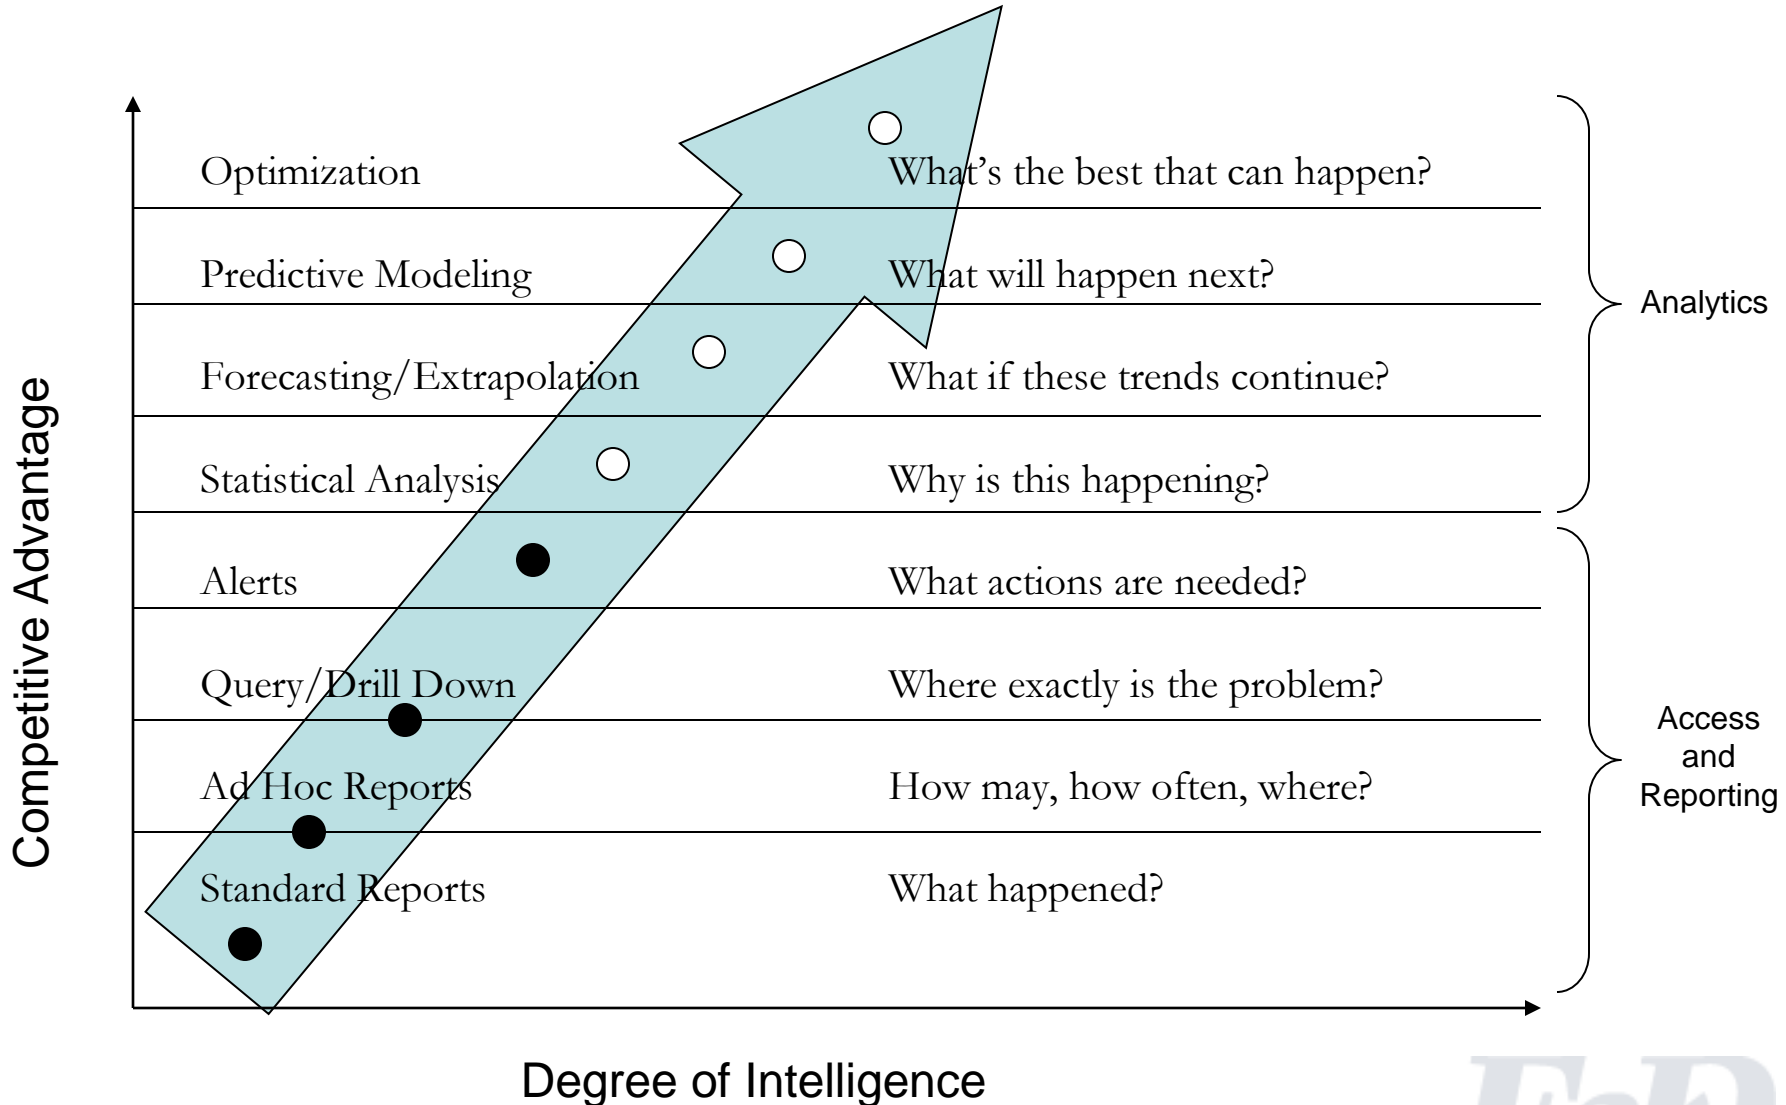 Optimization What’s the best that can happen?
Predictive Modeling What will happen next?
Analytics
Forecasting/Extrapolation What if these trends continue?
Statistical Analysis Why is this happening?
Competitive Advantage
Alerts What actions are needed?
Query/Drill Down Where exactly is the problem?
Access
and
Reporting
Ad Hoc Reports How may, how often, where?
Standard Reports What happened?
Degree of Intelligence